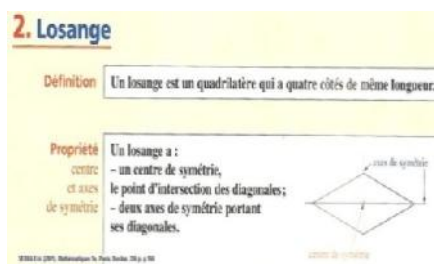 2. Losange
Définition
Un losange est un quadrilatère qui a quatre côtés de même longueur.
Propriété
centre
et axes
de symétrie
Un losange a :
– un centre de symétrie,
le point d'intersection des diagonales;
– deux axes de symétrie portant
ses diagonales.
axes de symétrie
centre de symétrie